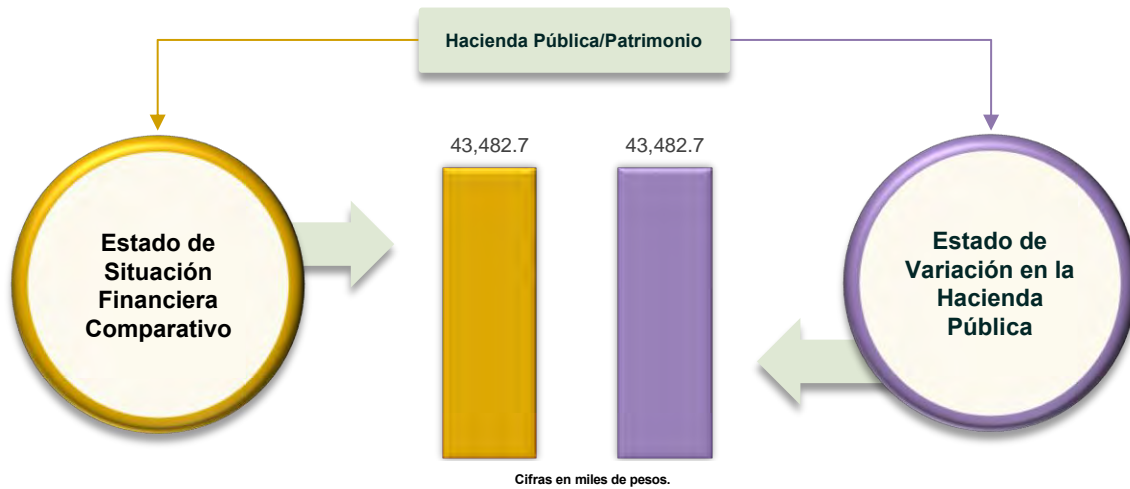 Hacienda Pública/Patrimonio
43,482.7
43,482.7
Estado de
Situación
Financiera
Comparativo
Estado de
Variación en la
Hacienda
Pública
Cifras en miles de pesos.